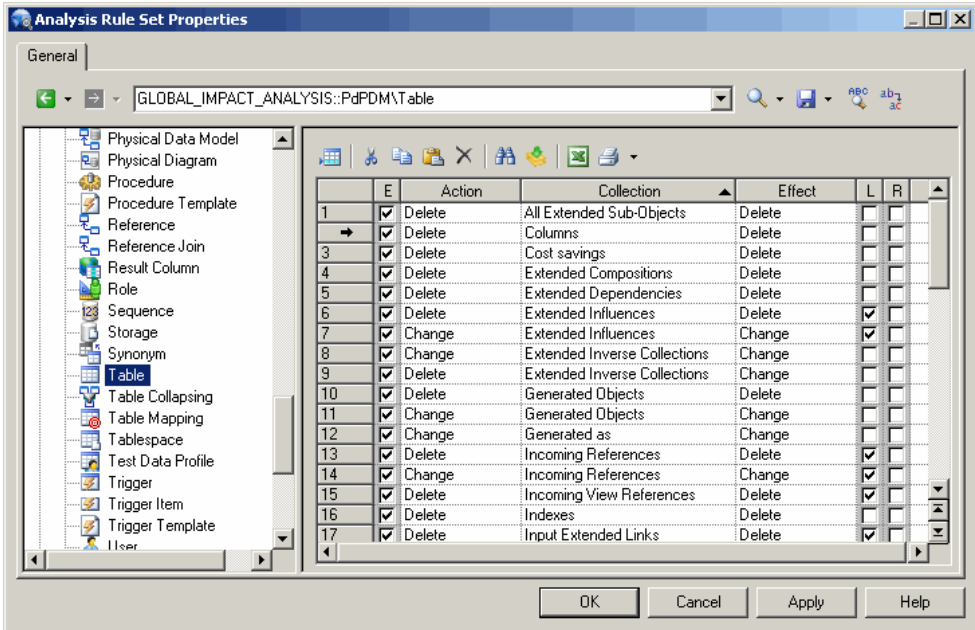 Analysis Rule Set Properties
General
GLOBAL_IMPACT_ANALYSIS::PdPDM\Table
Physical Data Model
Physical Diagram
Procedure
Procedure Template
Reference
Reference Join
Result Column
Role
Sequence
Storage
Synonym
Table
Table Collapsing
Table Mapping
Tablespace
Test Data Profile
Trigger
Trigger Item
Trigger Template
User
E Action Collection Effect L R
1 Delete All Extended Sub-Objects Delete
Delete Columns Delete
3 Delete Cost savings Delete
4 Delete Extended Compositions Delete
5 Delete Extended Dependencies Delete
6 Delete Extended Influences Delete
7 Change Extended Influences Change
8 Change Extended Inverse Collections Change
9 Delete Extended Inverse Collections Change
10 Delete Generated Objects Delete
11 Change Generated Objects Change
12 Change Generated as Change
13 Delete Incoming References Delete
14 Change Incoming References Change
15 Delete Incoming View References Delete
16 Delete Indexes Delete
17 Delete Input Extended Links Delete
OK Cancel Apply Help